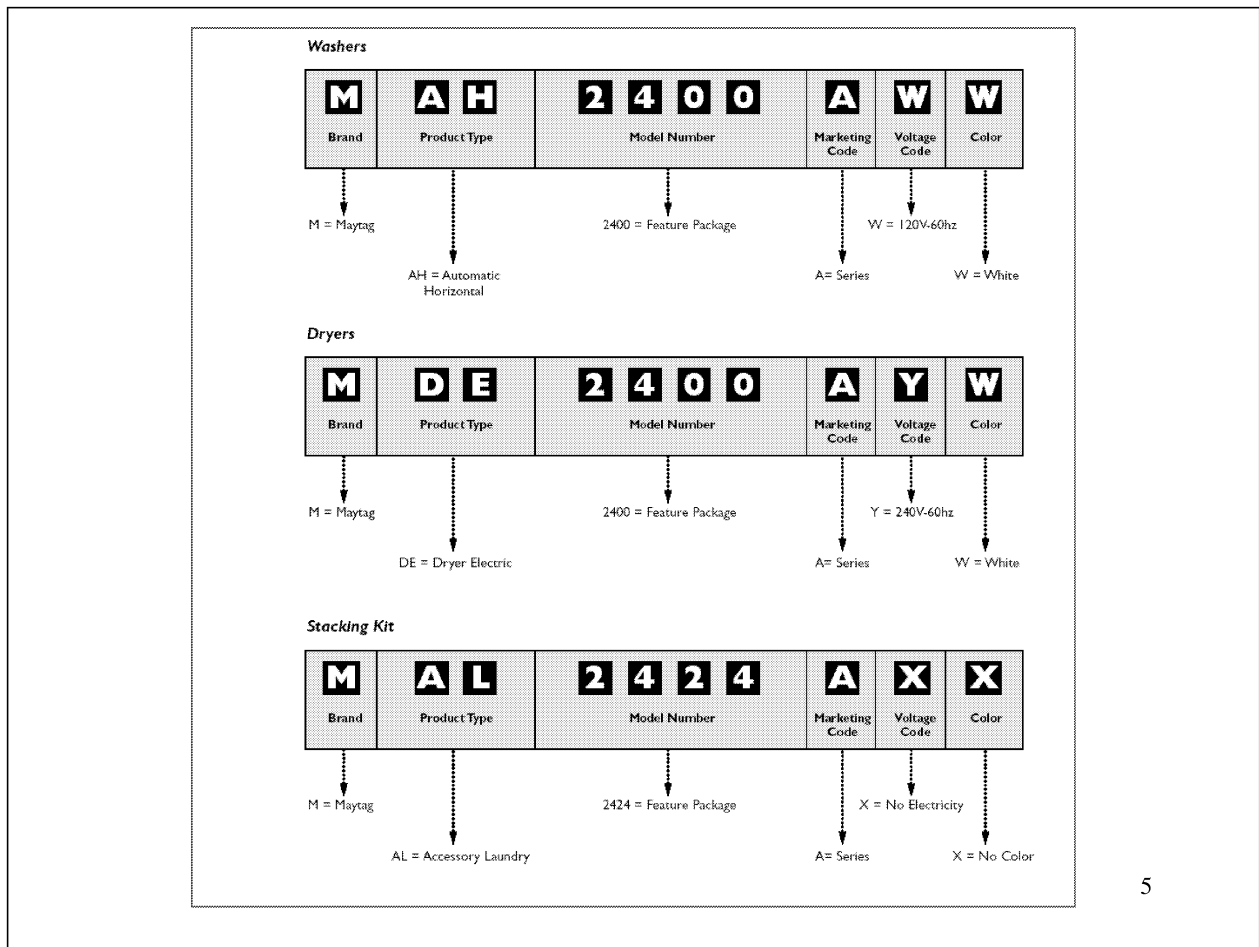 Washers
M A H 2 4 0 0 A W W
Brand Product Type Model Number Marketing Code Voltage Code Color
M = Maytag 2400 = Feature Package W = 120V-60hz
AH = Automatic Horizontal A= Series W = White
Dryers
M D E 2 4 0 0 A Y W
Brand Product Type Model Number Marketing Code Voltage Code Color
M = Maytag 2400 = Feature Package Y = 240V-60hz
DE = Dryer Electric A= Series W = White
Stacking Kit
M A L 2 4 2 4 A X X
Brand Product Type Model Number Marketing Code Voltage Code Color
M = Maytag 2424 = Feature Package X = No Electricity
AL = Accessory Laundry A= Series X = No Color
5